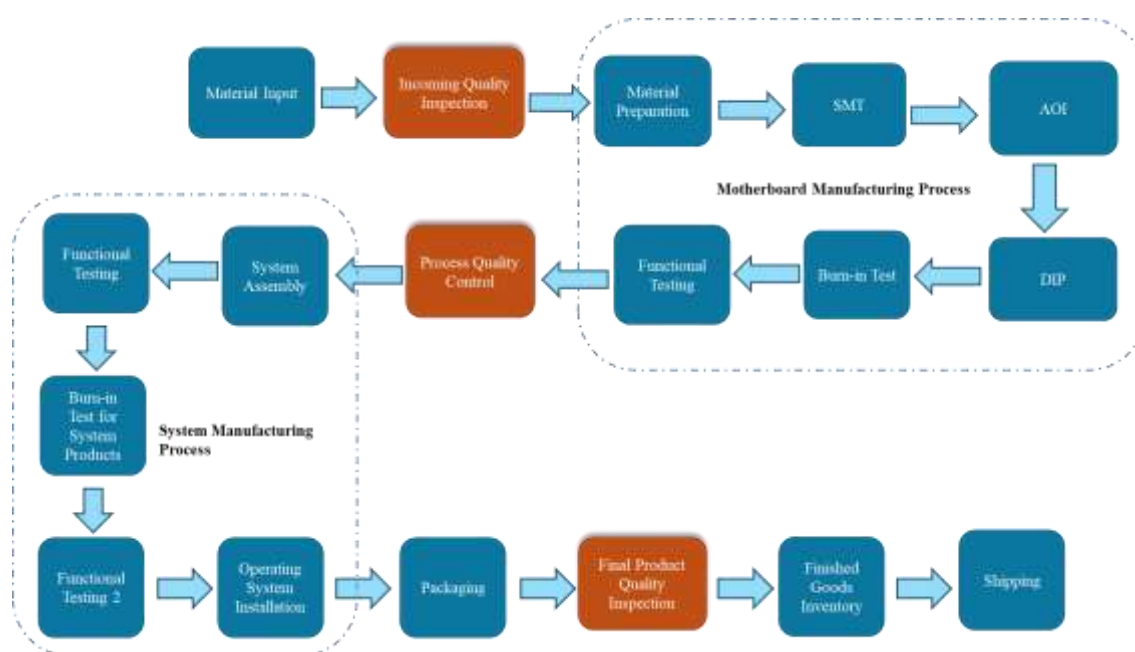 Material Input
Incoming Quality
Inspection
Material
Preparation
SMT
AOI
Motherboard Manufacturing Process
DIP
Burn-in Test
Functional
Testing
Process Quality
Control
System
Assembly
Functional
Testing
Burn-in
Test for
System
Products
System Manufacturing
Process
Functional
Testing 2
Operating
System
Installation
Packaging
Final Product
Quality
Inspection
Finished
Goods
Inventory
Shipping